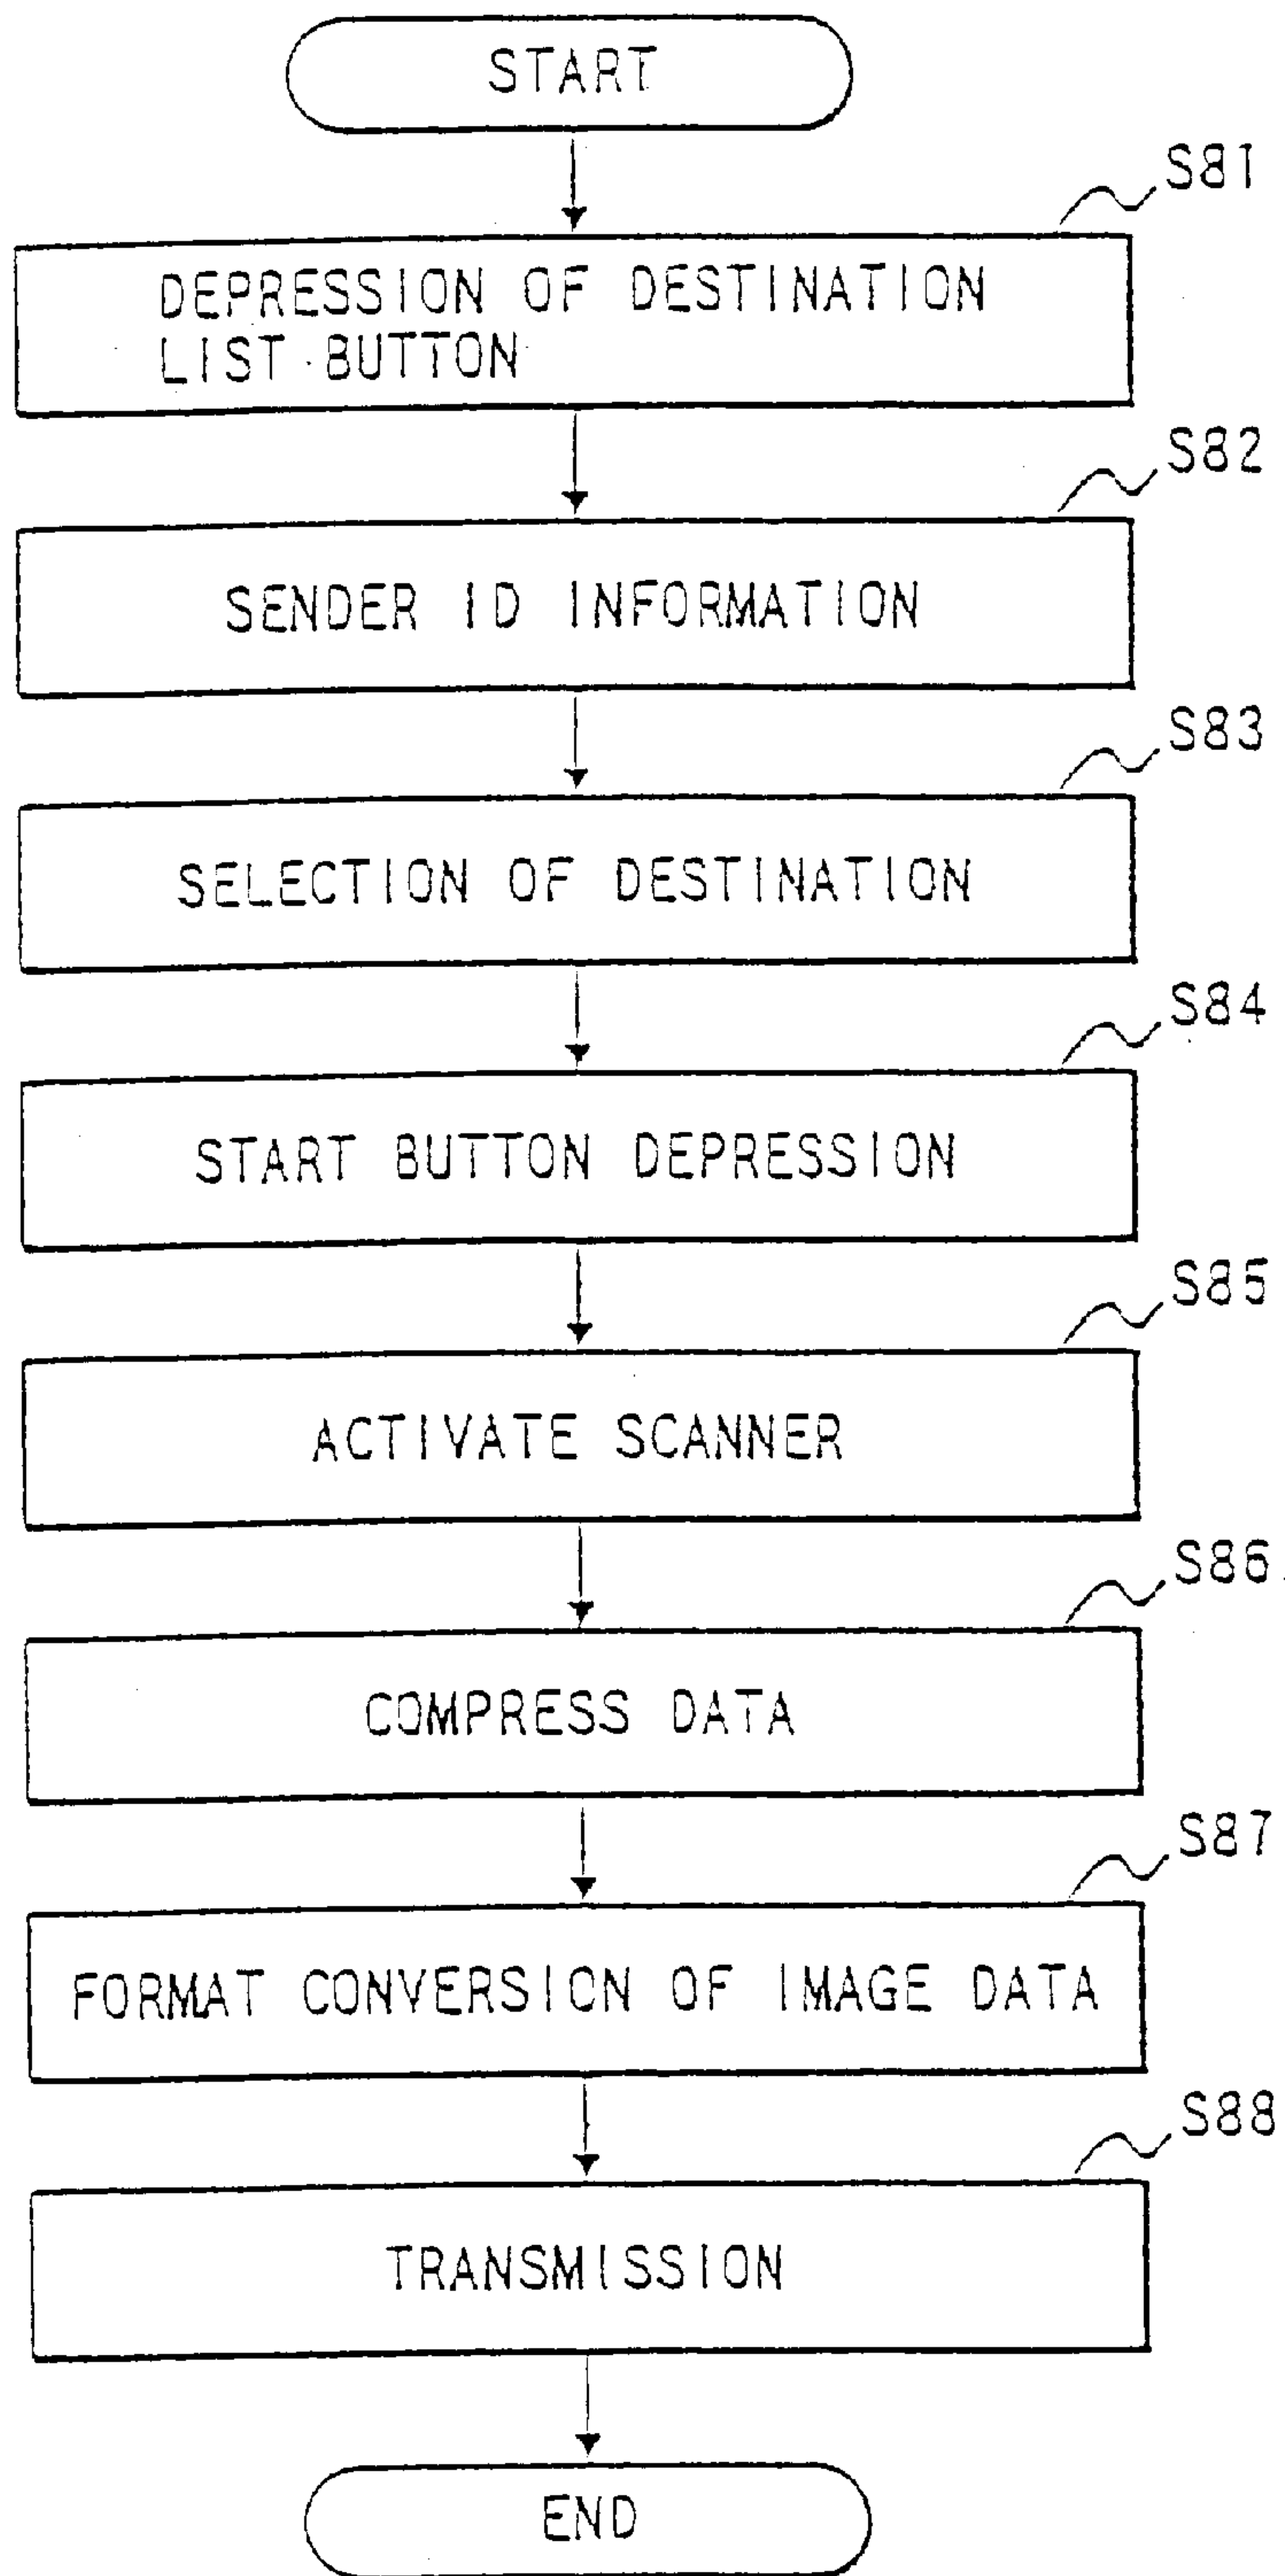 START
S81
DEPRESSION OF DESTINATION
LIST BUTTON
S82
SENDER ID INFORMATION
S83
SELECTION OF DESTINATION
S84
START BUTTON DEPRESSION
S85
ACTIVATE SCANNER
S86
COMPRESS DATA
S87
FORMAT CONVERSION OF IMAGE DATA
S88
TRANSMISSION
END